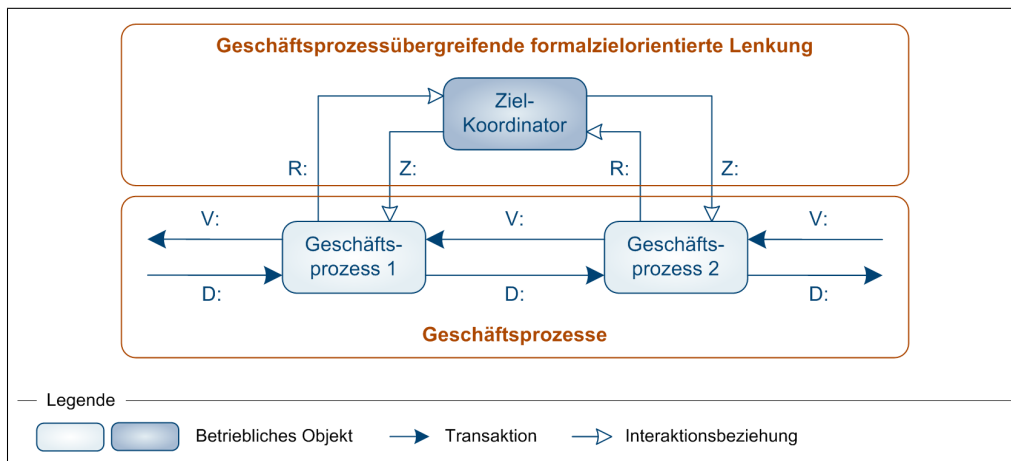 Geschäftsprozessübergreifende formalzielorientierte Lenkung
Ziel-
Koordinator
R:
Z:
R:
Z:
V:
V:
V:
Geschäfts-
prozess 1
Geschäfts-
prozess 2
D:
D:
D:
Geschäftsprozesse
Legende
Betriebliches Objekt
Transaktion
Interaktionsbeziehung